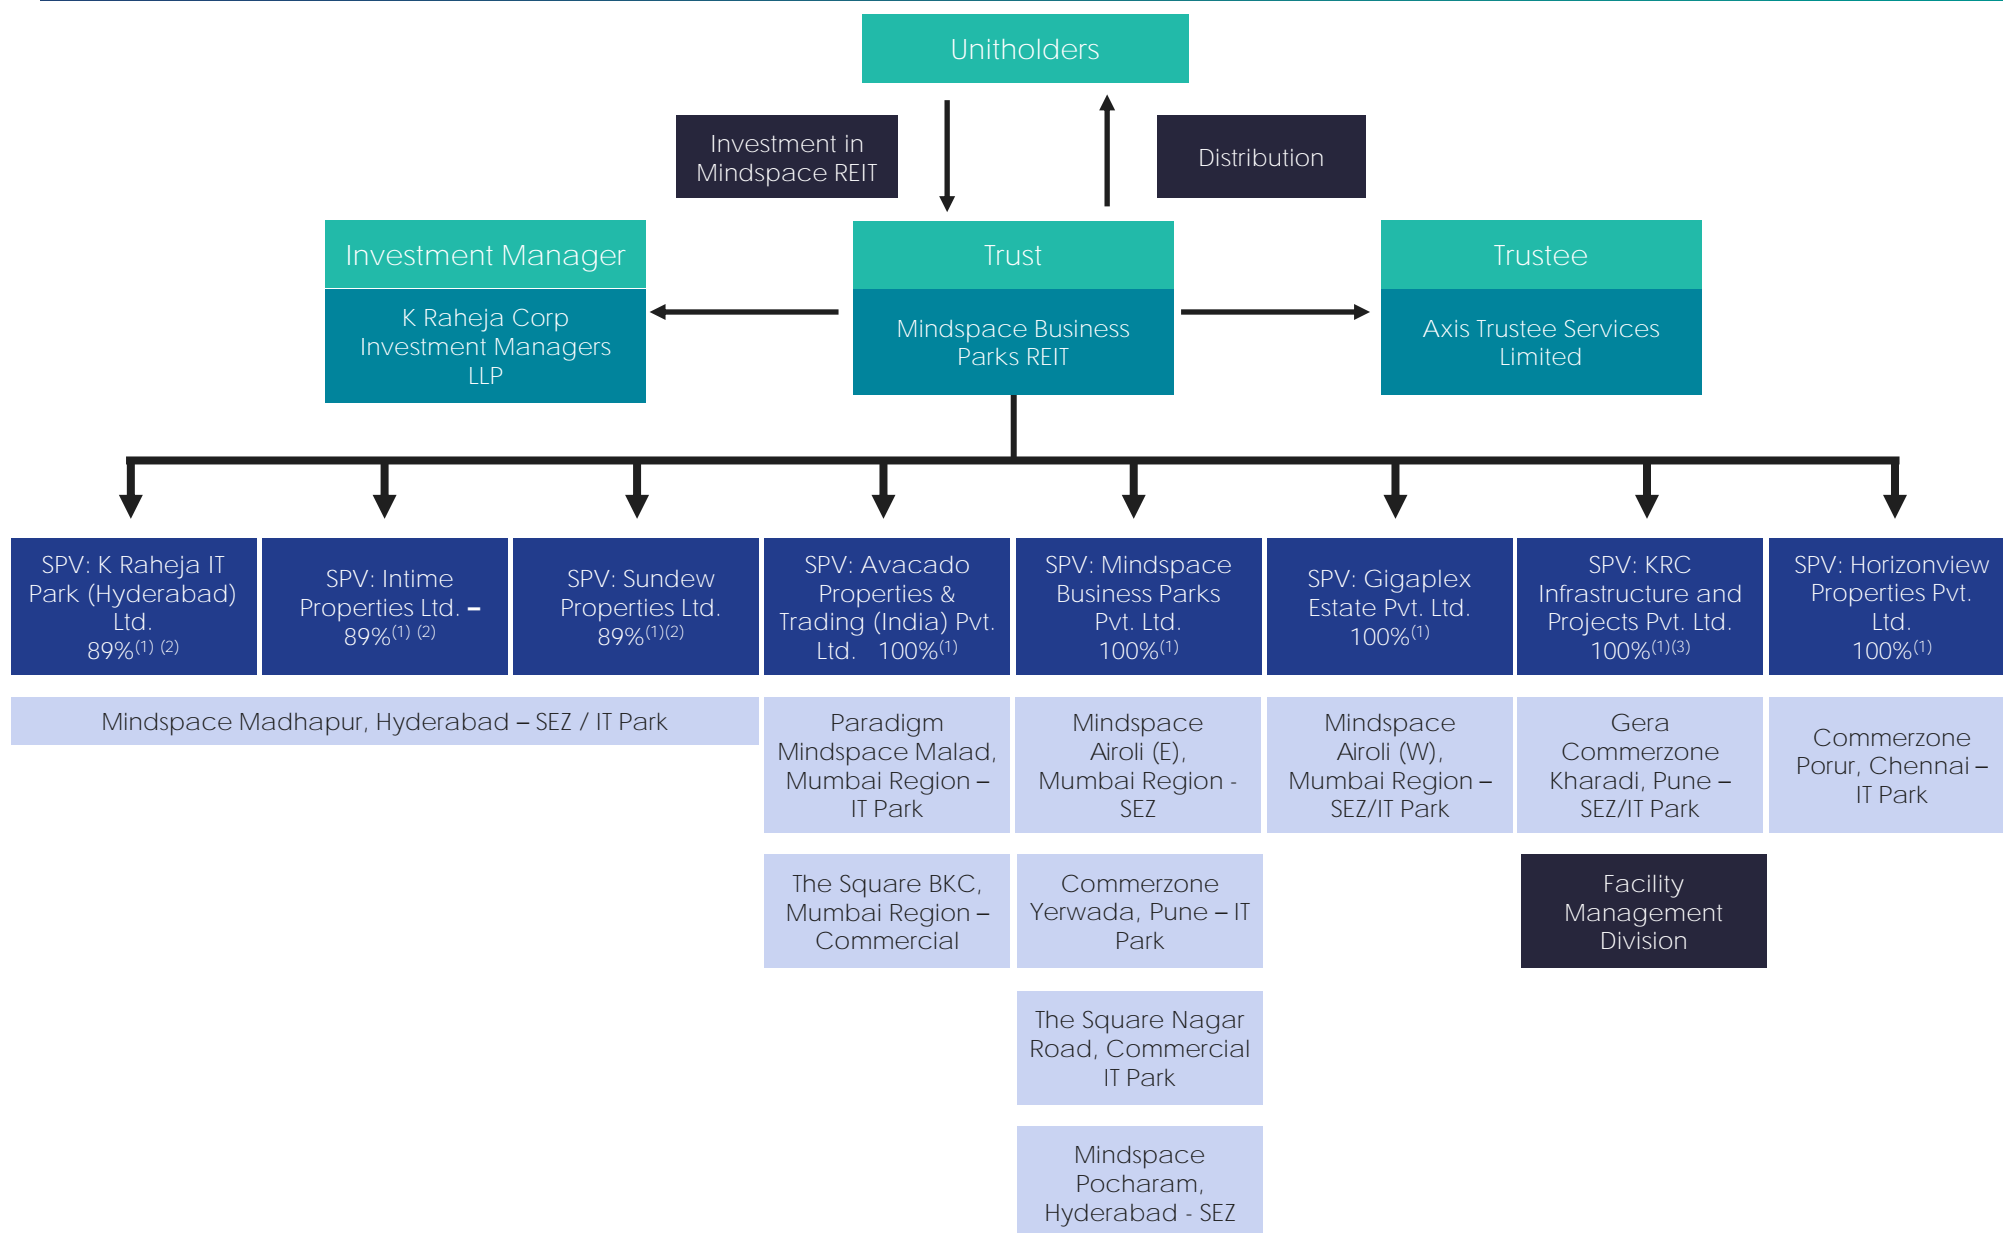 Unitholders
Investment in
Mindspace REIT
Distribution
Investment Manager
K Raheja Corp
Investment Managers
LLP
Trust
Mindspace Business
Parks REIT
Trustee
Axis Trustee Services
Limited
SPV: K Raheja IT
Park (Hyderabad)
Ltd.
89%(1) (2)
SPV: Intime
Properties Ltd. –
89%(1) (2)
SPV: Sundew
Properties Ltd.
89%(1)(2)
SPV: Avacado
Properties &
Trading (India) Pvt.
Ltd. 100%(1)
SPV: Mindspace
Business Parks
Pvt. Ltd.
100%(1)
SPV: Gigaplex
Estate Pvt. Ltd.
100%(1)
SPV: KRC
Infrastructure and
Projects Pvt. Ltd.
100%(1)(3)
SPV: Horizonview
Properties Pvt.
Ltd.
100%(1)
Mindspace Madhapur, Hyderabad – SEZ / IT Park
Paradigm
Mindspace Malad,
Mumbai Region –
IT Park
Mindspace
Airoli (E),
Mumbai Region -
SEZ
Mindspace
Airoli (W),
Mumbai Region –
SEZ/IT Park
Gera
Commerzone
Kharadi, Pune –
SEZ/IT Park
Commerzone
Porur, Chennai –
IT Park
The Square BKC,
Mumbai Region –
Commercial
Commerzone
Yerwada, Pune – IT
Park
Facility
Management
Division
The Square Nagar
Road, Commercial
IT Park
Mindspace
Pocharam,
Hyderabad - SEZ